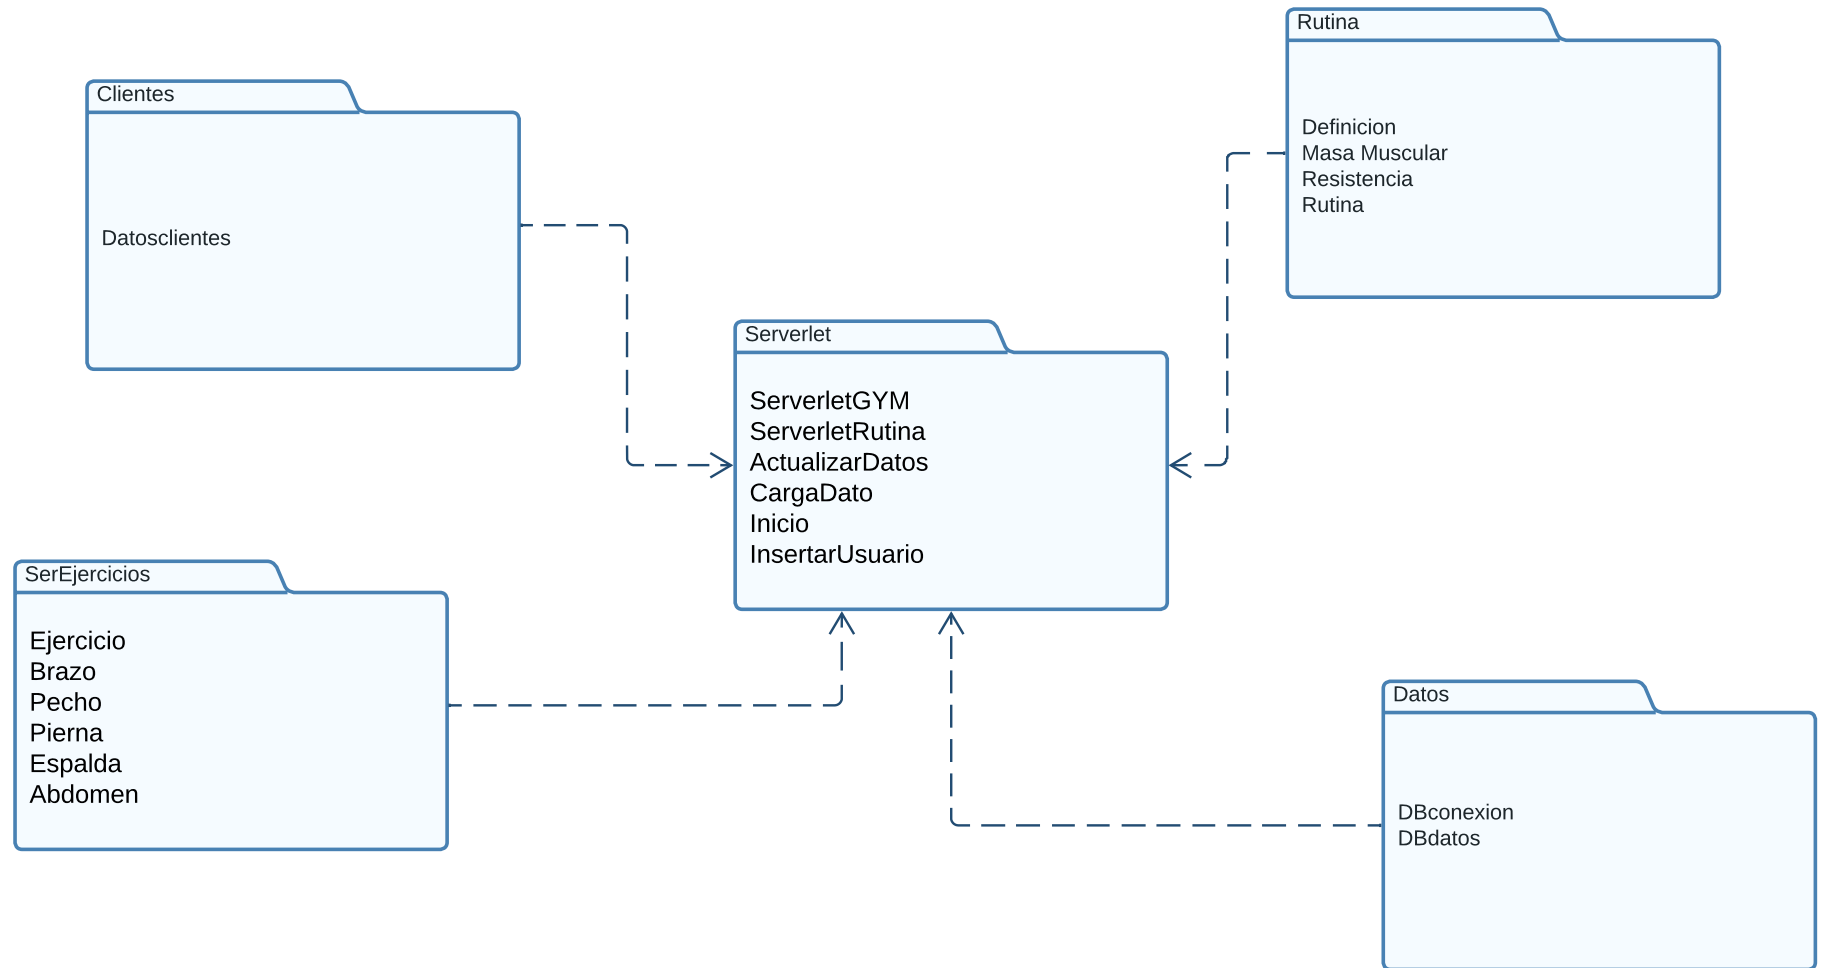 Rutina
Definicion
Masa Muscular
Resistencia
Rutina
Clientes
Datosclientes
Serverlet
ServerletGYM
ServerletRutina
ActualizarDatos
CargaDato
Inicio
InsertarUsuario
SerEjercicios
Ejercicio
Brazo
Pecho
Pierna
Espalda
Abdomen
Datos
DBconexion
DBdatos